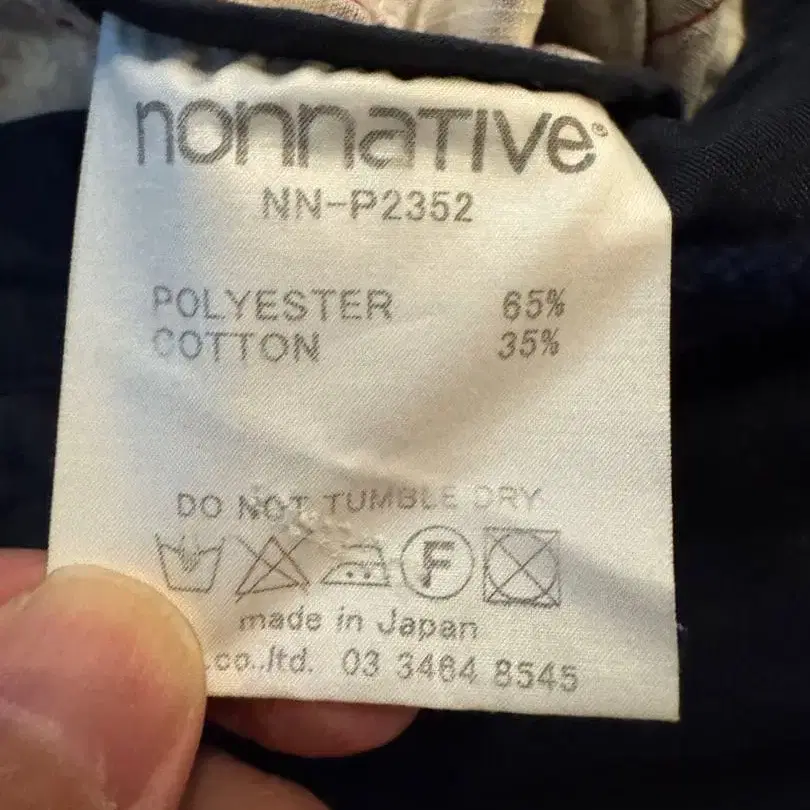 nonnative®
NN-P2352
POLYESTER 65%
COTTON 35%
DO NOT TUMBLE DRY
F
made in Japan
.co.,ltd. 03 3464 8545